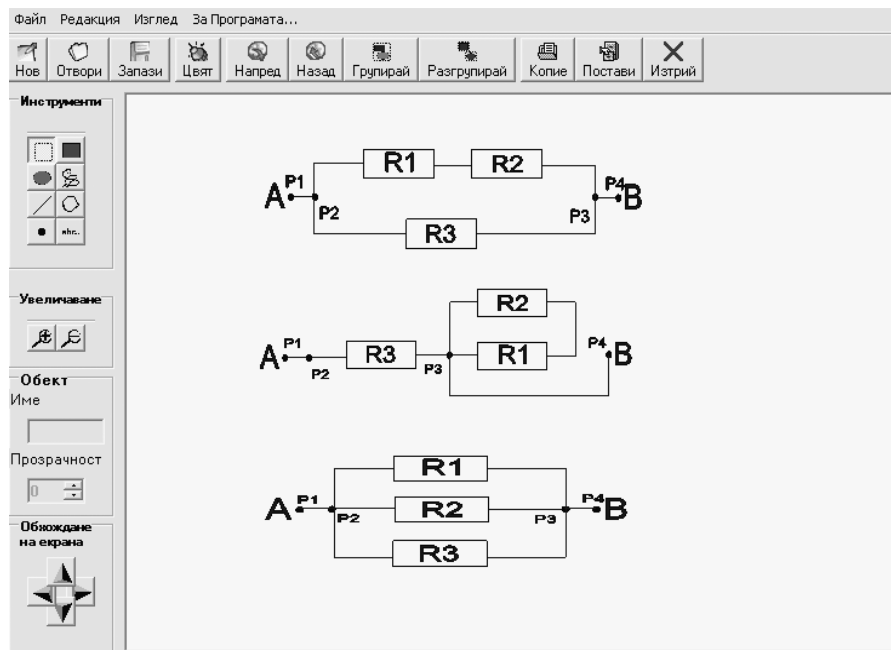 Файл Редакция Изглед За Програмата...
Нов Отвори Запази Цвят Напред Назад Групирай Разгрупирай Копие Постави Изтрий
Инструменти
abc..
Увеличаване
Обект
Име
Прозрачност
0
Обхождане
на екрана
R1 R2
A P1 P4 B
P2 P3
R3
R2
A P1 R3 R1 P4 B
P2 P3
R1
A P1 R2 P4 B
P2 P3
R3